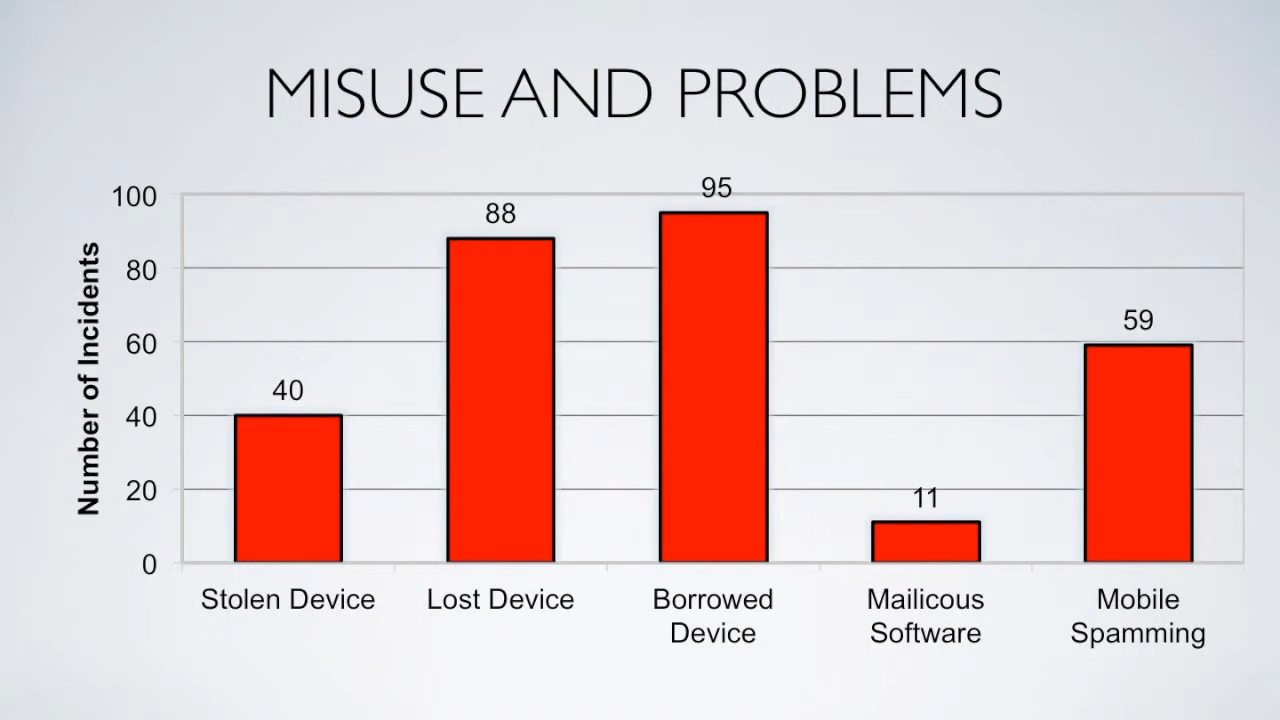 MISUSE AND PROBLEMS
Number of Incidents
100
80
60
40
20
0
40
88
95
11
59
Stolen Device
Lost Device
Borrowed
Device
Mailicous
Software
Mobile
Spamming